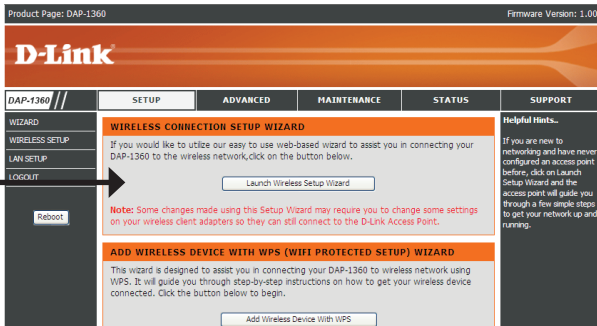 Product Page: DAP-1360 Firmware Version: 1.00
D-Link
DAP-1360 SETUP ADVANCED MAINTENANCE STATUS SUPPORT
WIZARD
WIRELESS SETUP
LAN SETUP
LOGOUT
Reboot
WIRELESS CONNECTION SETUP WIZARD
If you would like to utilize our easy to use web-based wizard to assist you in connecting your
DAP-1360 to the wireless network,click on the button below.
Launch Wireless Setup Wizard
Note: Some changes made using this Setup Wizard may require you to change some settings
on your wireless client adapters so they can still connect to the D-Link Access Point.
ADD WIRELESS DEVICE WITH WPS (WIFI PROTECTED SETUP) WIZARD
This wizard is designed to assist you in connecting your DAP-1360 to wireless network using
WPS. It will guide you through step-by-step instructions on how to get your wireless device
connected. Click the button below to begin.
Add Wireless Device With WPS
Helpful Hints..
If you are new to
networking and have never
configured an access point
before, click on Launch
Setup Wizard and the
access point will guide you
through a few simple steps
to get your network up and
running.